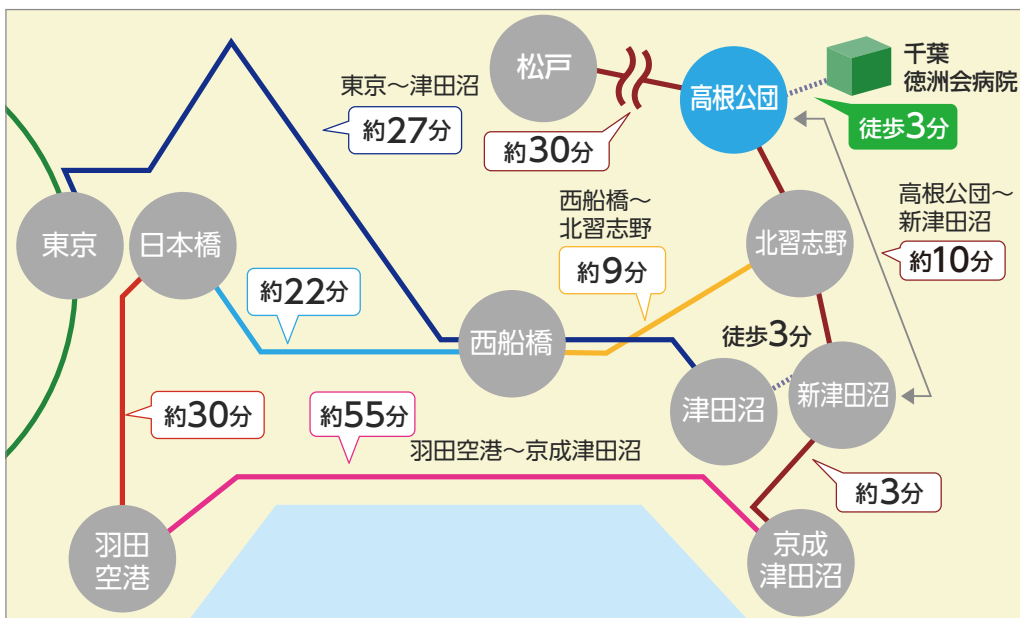 松戸
高根公団
千葉
徳洲会病院
徒歩3分
東京～津田沼
約27分
約30分
高根公団～
新津田沼
約10分
西船橋～
北習志野
約9分
北習志野
東京
日本橋
約22分
西船橋
徒歩3分
津田沼
新津田沼
約30分
約55分
羽田空港～京成津田沼
約3分
羽田
空港
京成
津田沼